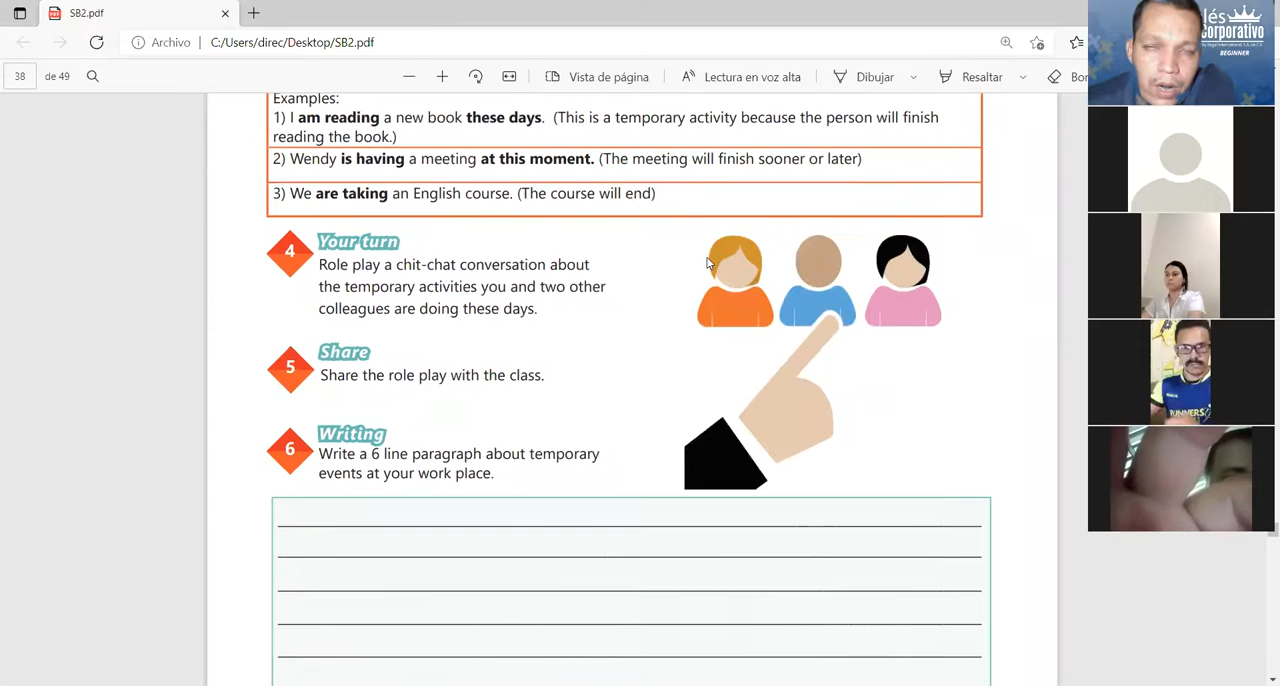 SB2.pdf
Archivo
C:/Users/direc/Desktop/SB2.pdf
38
de 49
Vista de página
Lectura en voz alta
Dibujar
Resaltar
Examples:
1) I am reading a new book these days. (This is a temporary activity because the person will finish
reading the book.)
2) Wendy is having a meeting at this moment. (The meeting will finish sooner or later)
3) We are taking an English course. (The course will end)
4
Your turn
Role play a chit-chat conversation about
the temporary activities you and two other
colleagues are doing these days.
5
Share
Share the role play with the class.
6
Writing
Write a 6 line paragraph about temporary
events at your work place.
lés
Corporativo
BEGINNER
RUNNERS